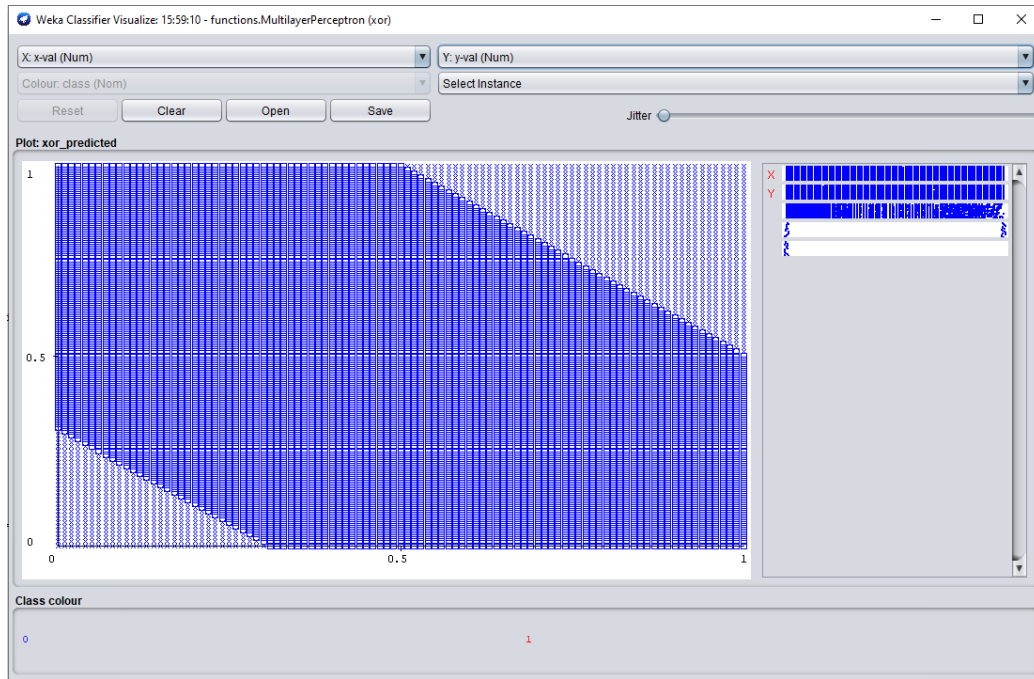 Weka Classifier Visualize: 15:59:10 - functions.MultilayerPerceptron (xor)
X: x-val (Num) Y: y-val (Num)
Colour: class (Nom) Select Instance
Reset Clear Open Save Jitter
Plot: xor_predicted
1
0.5
0
0 0.5 1
X
Y
Class colour
0 1